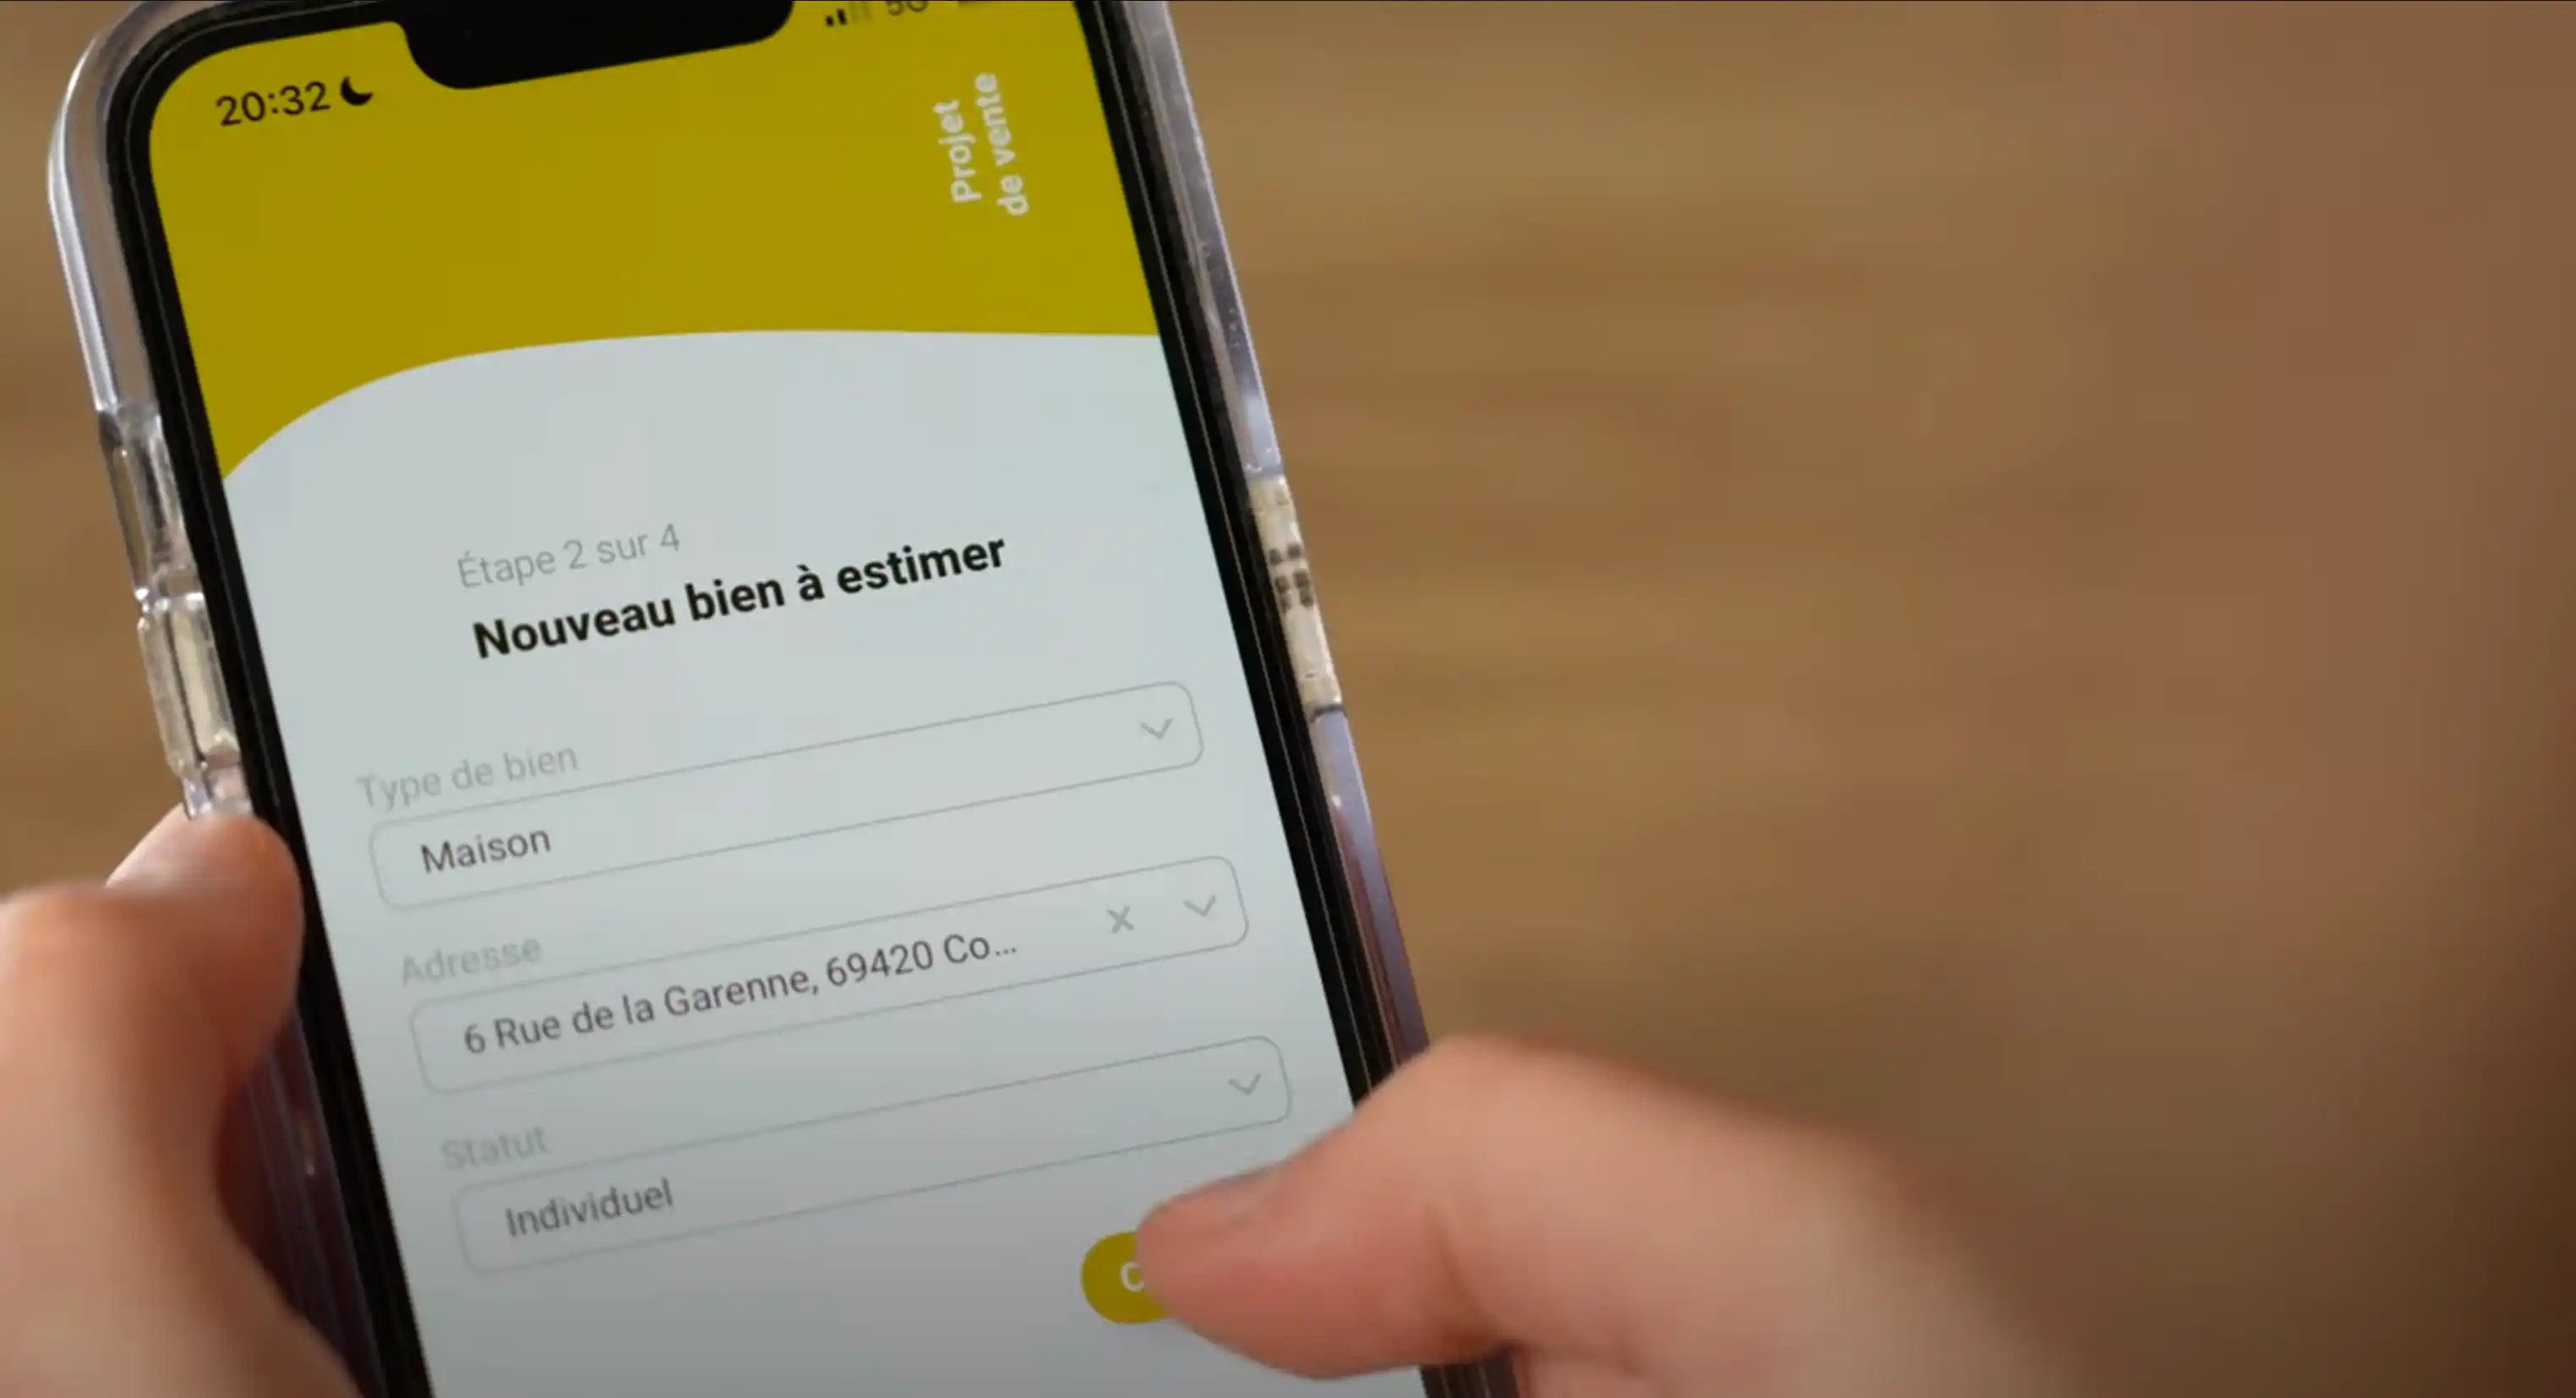 20:32
5G
Projet
de vente
Étape 2 sur 4
Nouveau bien à estimer
Type de bien
Maison
Adresse
6 Rue de la Garenne, 69420 Co...
Statut
Individuel